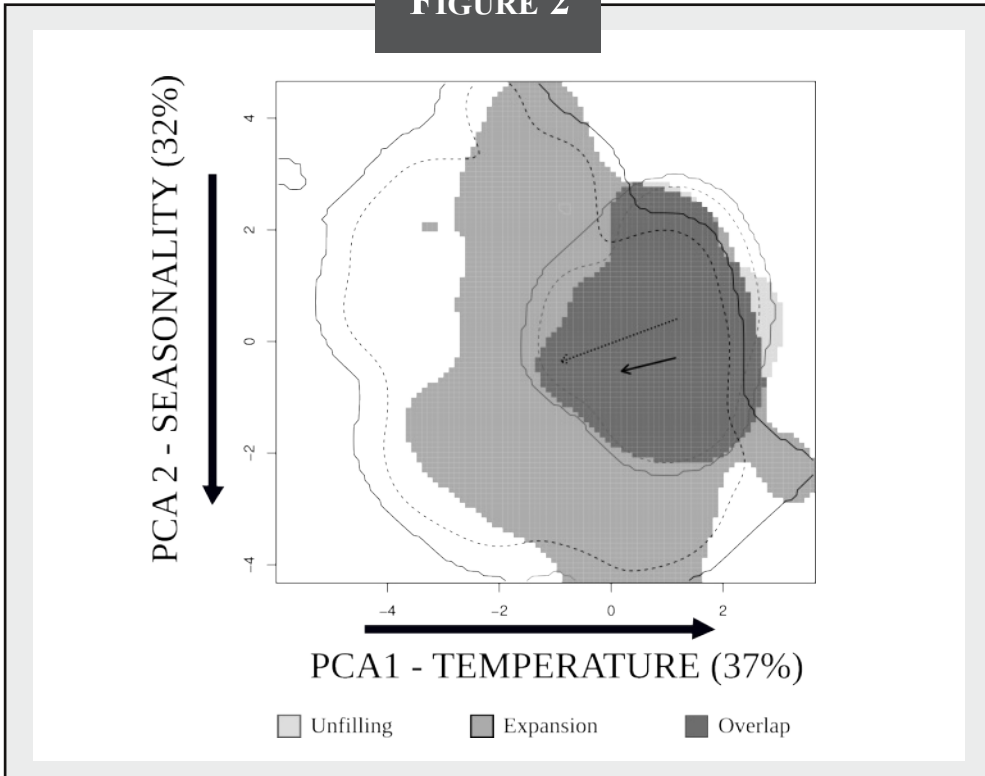 FIGURE 2
PCA 2 - SEASONALITY (32%)
4
2
0
−2
−4
−4 −2 0 2
PCA1 - TEMPERATURE (37%)
Unfilling Expansion Overlap